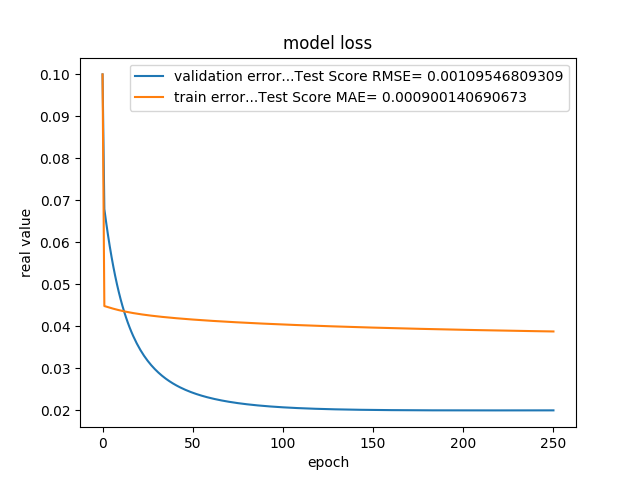 model loss
validation error...Test Score RMSE= 0.00109546809309
train error...Test Score MAE= 0.000900140690673
real value
0.10
0.09
0.08
0.07
0.06
0.05
0.04
0.03
0.02
0 50 100 150 200 250
epoch